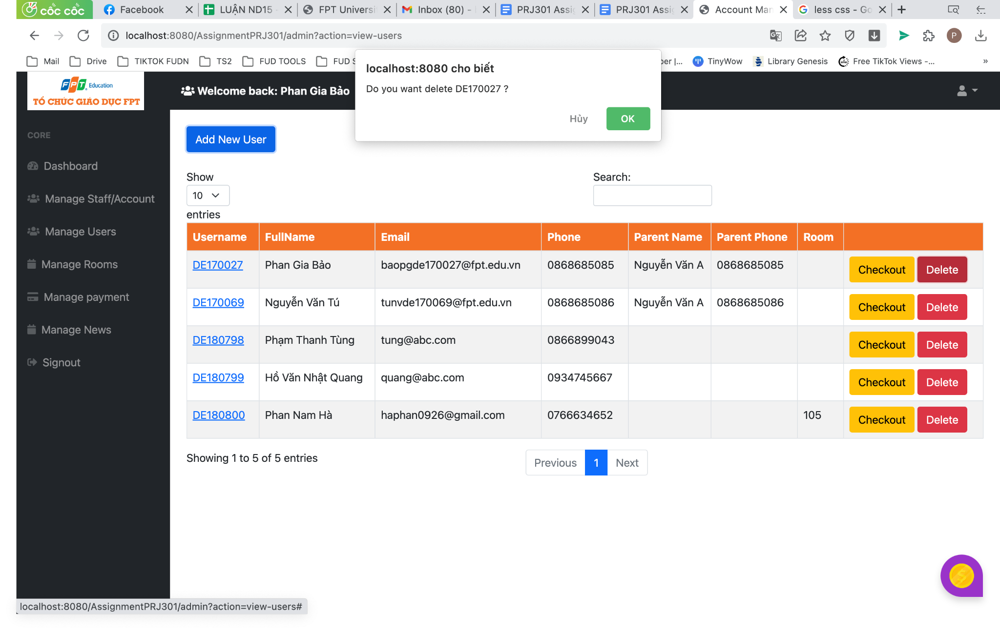 cốc cốc
Facebook
LUẬN ND15 -
FPT Universi
Inbox (80) -
PRJ301 Assig
PRJ301 Assig
Account Man
less css - Go
localhost:8080/AssignmentPRJ301/admin?action=view-users
P
Mail
Drive
TIKTOK FUDN
TS2
FUD TOOLS
FUD S
ber |...
TinyWow
Library Genesis
Free TikTok Views -...
»
localhost:8080 cho biết
Do you want delete DE170027 ?
Hủy
OK
FPT Education
TỔ CHỨC GIÁO DỤC FPT
Welcome back: Phan Gia Bảo
CORE
Dashboard
Manage Staff/Account
Manage Users
Manage Rooms
Manage payment
Manage News
Signout
Add New User
Show
10
entries
Search:
Username FullName Email Phone Parent Name Parent Phone Room
DE170027 Phan Gia Bảo baopgde170027@fpt.edu.vn 0868685085 Nguyễn Văn A 0868685085 Checkout Delete
DE170069 Nguyễn Văn Tú tunvde170069@fpt.edu.vn 0868685086 Nguyễn Văn A 0868685086 Checkout Delete
DE180798 Phạm Thanh Tùng tung@abc.com 0866899043 Checkout Delete
DE180799 Hồ Văn Nhật Quang quang@abc.com 0934745667 Checkout Delete
DE180800 Phan Nam Hà haphan0926@gmail.com 0766634652 105 Checkout Delete
Showing 1 to 5 of 5 entries
Previous 1 Next
localhost:8080/AssignmentPRJ301/admin?action=view-users#